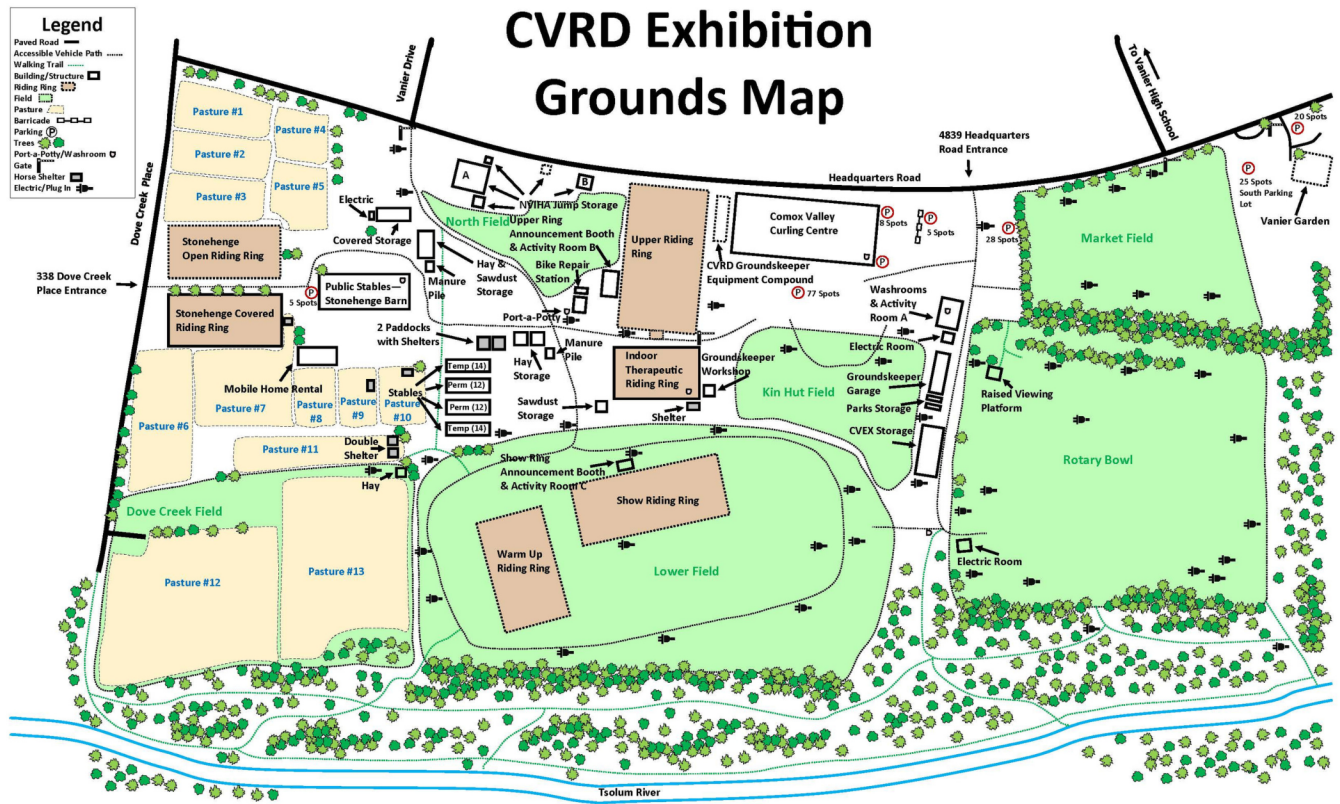 CVRD Exhibition
Grounds Map
Legend
Paved Road
Accessible Vehicle Path
Walking Trail
Building/Structure
Riding Ring
Field
Pasture
Barricade
Parking P
Trees
Port-a-Potty/Washroom
Gate
Horse Shelter
Electric/Plug In
Vanier Drive
To Vanier High School
Dove Creek Place
Headquarters Road
4839 Headquarters
Road Entrance
P
20 Spots
P
25 Spots
South Parking
Lot
Vanier Garden
Pasture #1
Pasture #2
Pasture #3
Pasture #4
Pasture #5
Electric
Covered Storage
A
B
NVIHA Jump Storage
North Field
Upper Ring
Announcement Booth
& Activity Room B
Bike Repair
Station
Port-a-Potty
Upper Riding
Ring
Comox Valley
Curling Centre
CVRD Groundskeeper
Equipment Compound
P
8 Spots
P
5 Spots
P
28 Spots
P
P 77 Spots
Market Field
Stonehenge
Open Riding Ring
338 Dove Creek
Place Entrance
Stonehenge Covered
Riding Ring
P
5 Spots
Public Stables
Stonehenge Barn
Manure
Pile
Hay &
Sawdust
Storage
2 Paddocks
with Shelters
Hay
Storage
Manure
Pile
Mobile Home Rental
Stables
Temp (14)
Perm (12)
Perm (12)
Temp (14)
Sawdust
Storage
Indoor
Therapeutic
Riding Ring
Groundskeeper
Workshop
Shelter
Kin Hut Field
Washrooms
& Activity
Room A
Electric Room
Groundskeeper
Garage
Parks Storage
CVEX Storage
Raised Viewing
Platform
Rotary Bowl
Pasture #6
Pasture #7
Pasture
#8
Pasture
#9
Pasture
#10
Pasture #11
Double
Shelter
Hay
Dove Creek Field
Pasture #12
Pasture #13
Show Ring
Announcement Booth
& Activity Room C
Show Riding Ring
Warm Up
Riding Ring
Lower Field
Electric Room
Tsolum River